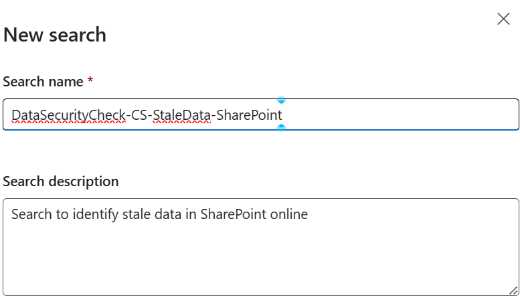 New search
Search name *
DataSecurityCheck-CS-StaleData-SharePoint
Search description
Search to identify stale data in SharePoint online